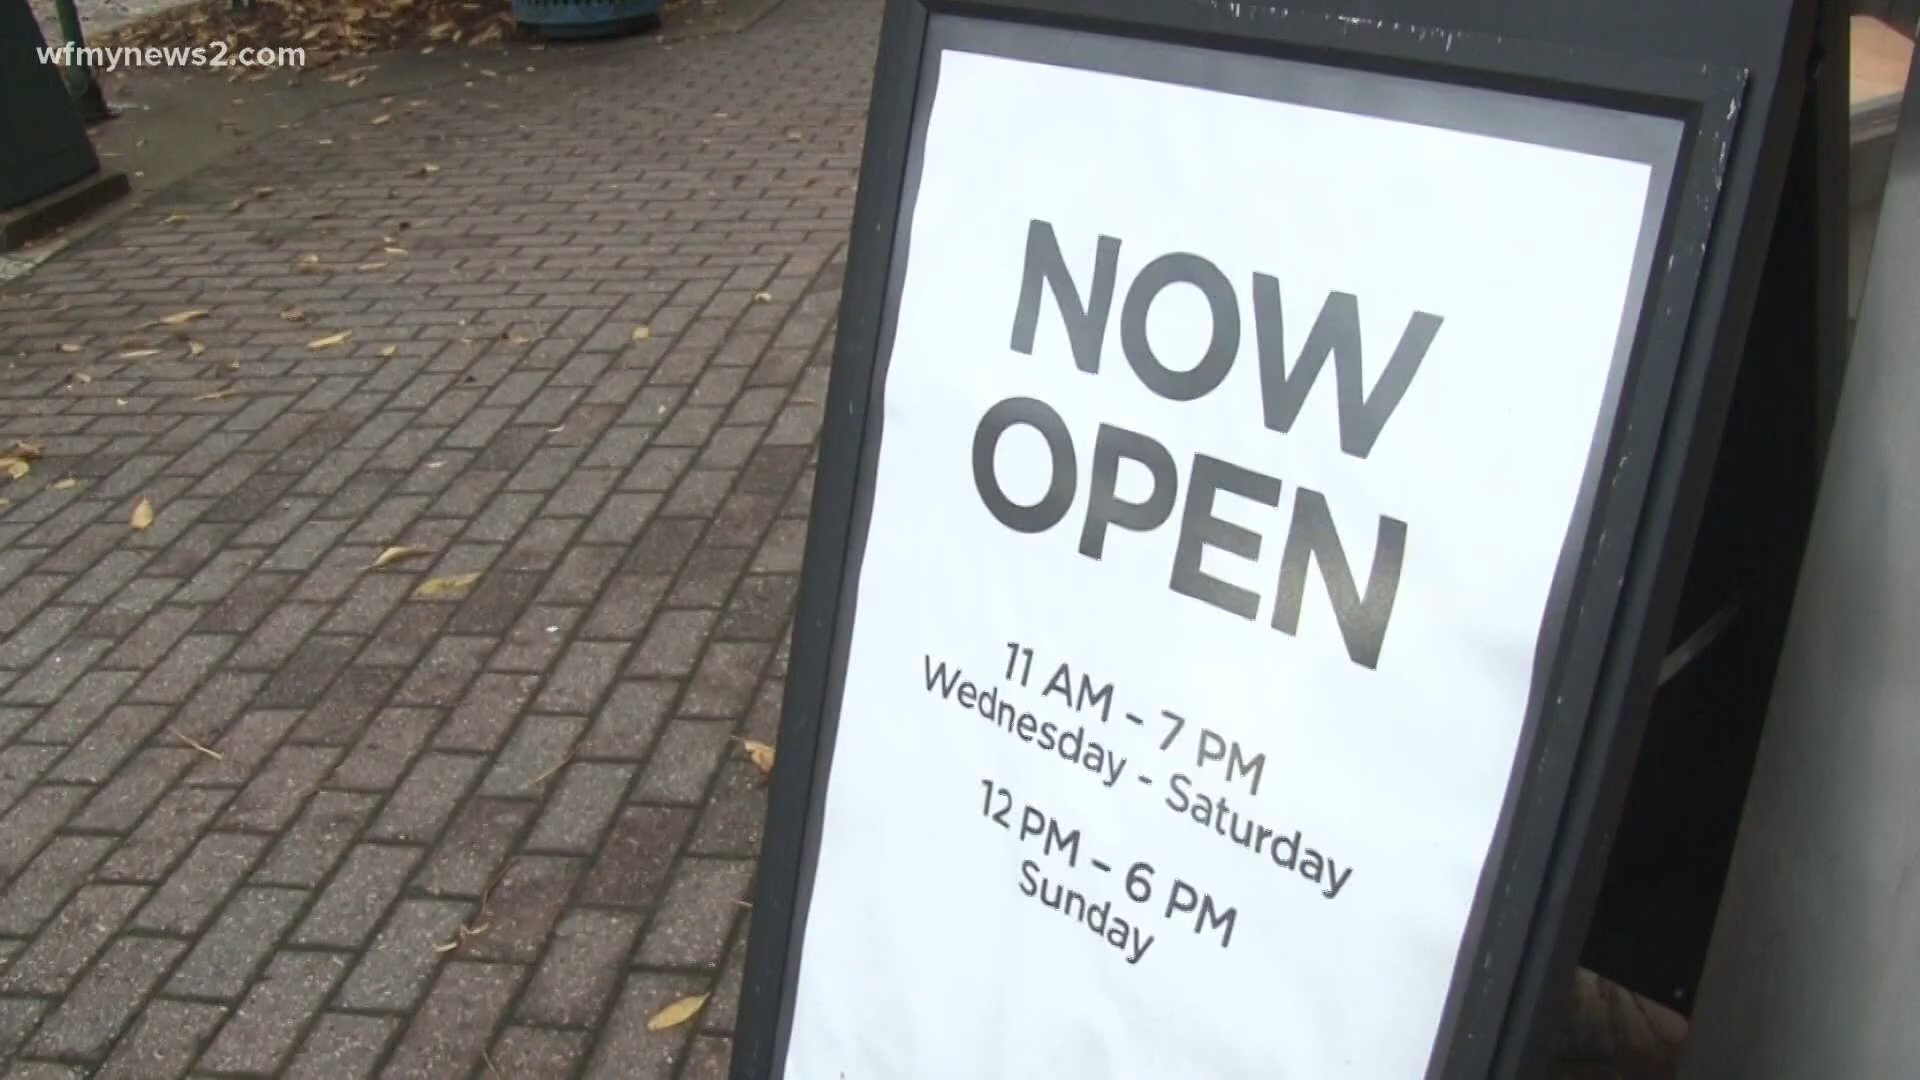 wfmynews2.com
NOW
OPEN
11 AM - 7 PM
Wednesday - Saturday
12 PM - 6 PM
Sunday